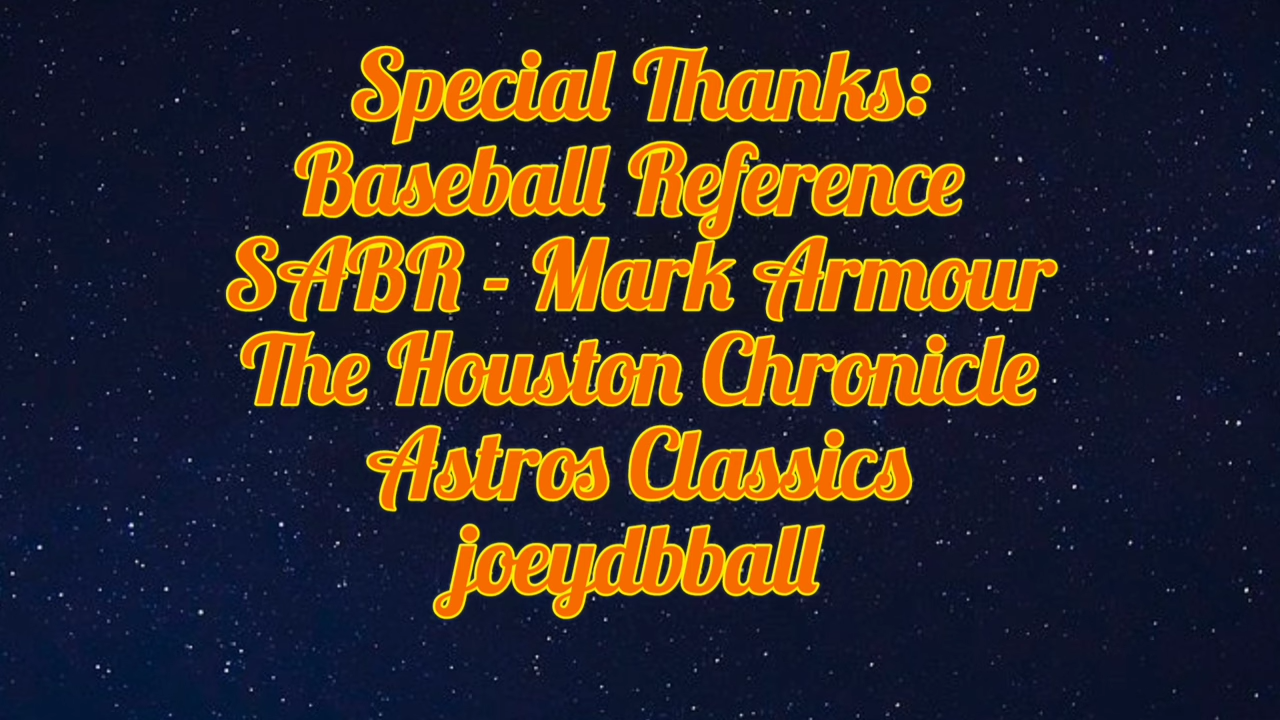 Special Thanks:
Baseball Reference
SABR - Mark Armour
The Houston Chronicle
Astros Classics
joeydbball